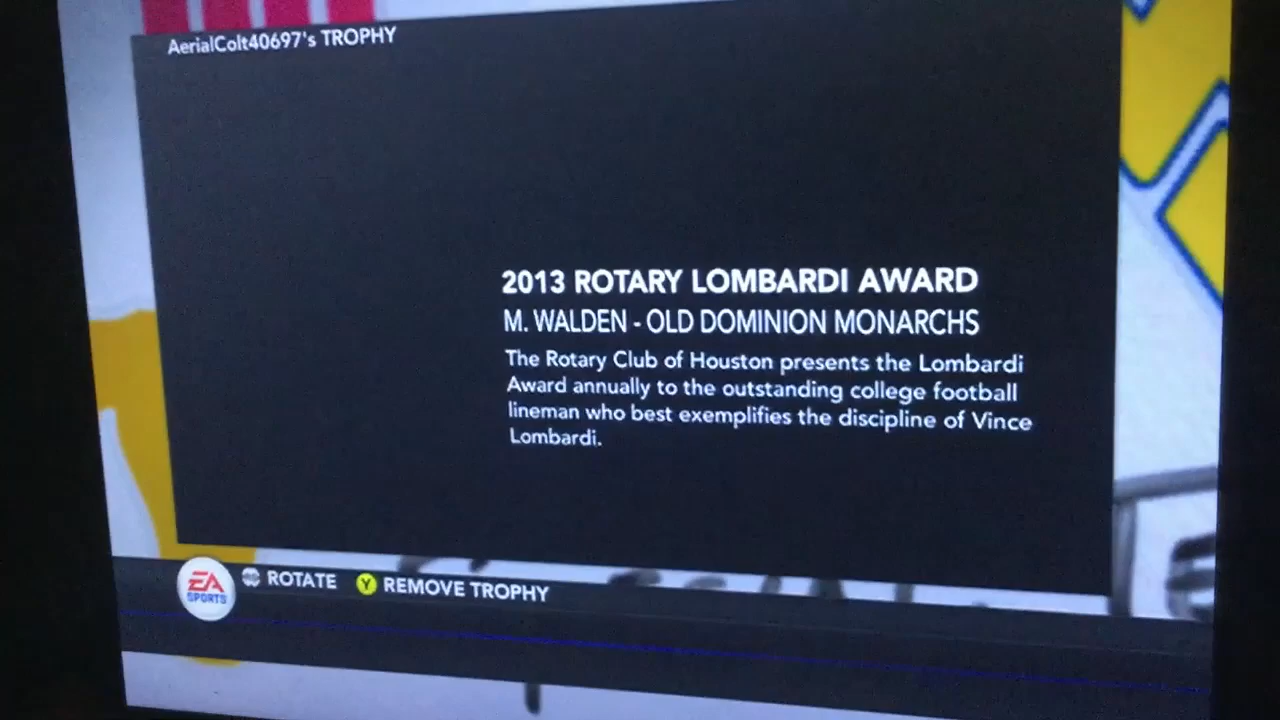 AerialColt40697's TROPHY
2013 ROTARY LOMBARDI AWARD
M. WALDEN - OLD DOMINION MONARCHS
The Rotary Club of Houston presents the Lombardi
Award annually to the outstanding college football
lineman who best exemplifies the discipline of Vince
Lombardi.
EA SPORTS ROTATE Y REMOVE TROPHY